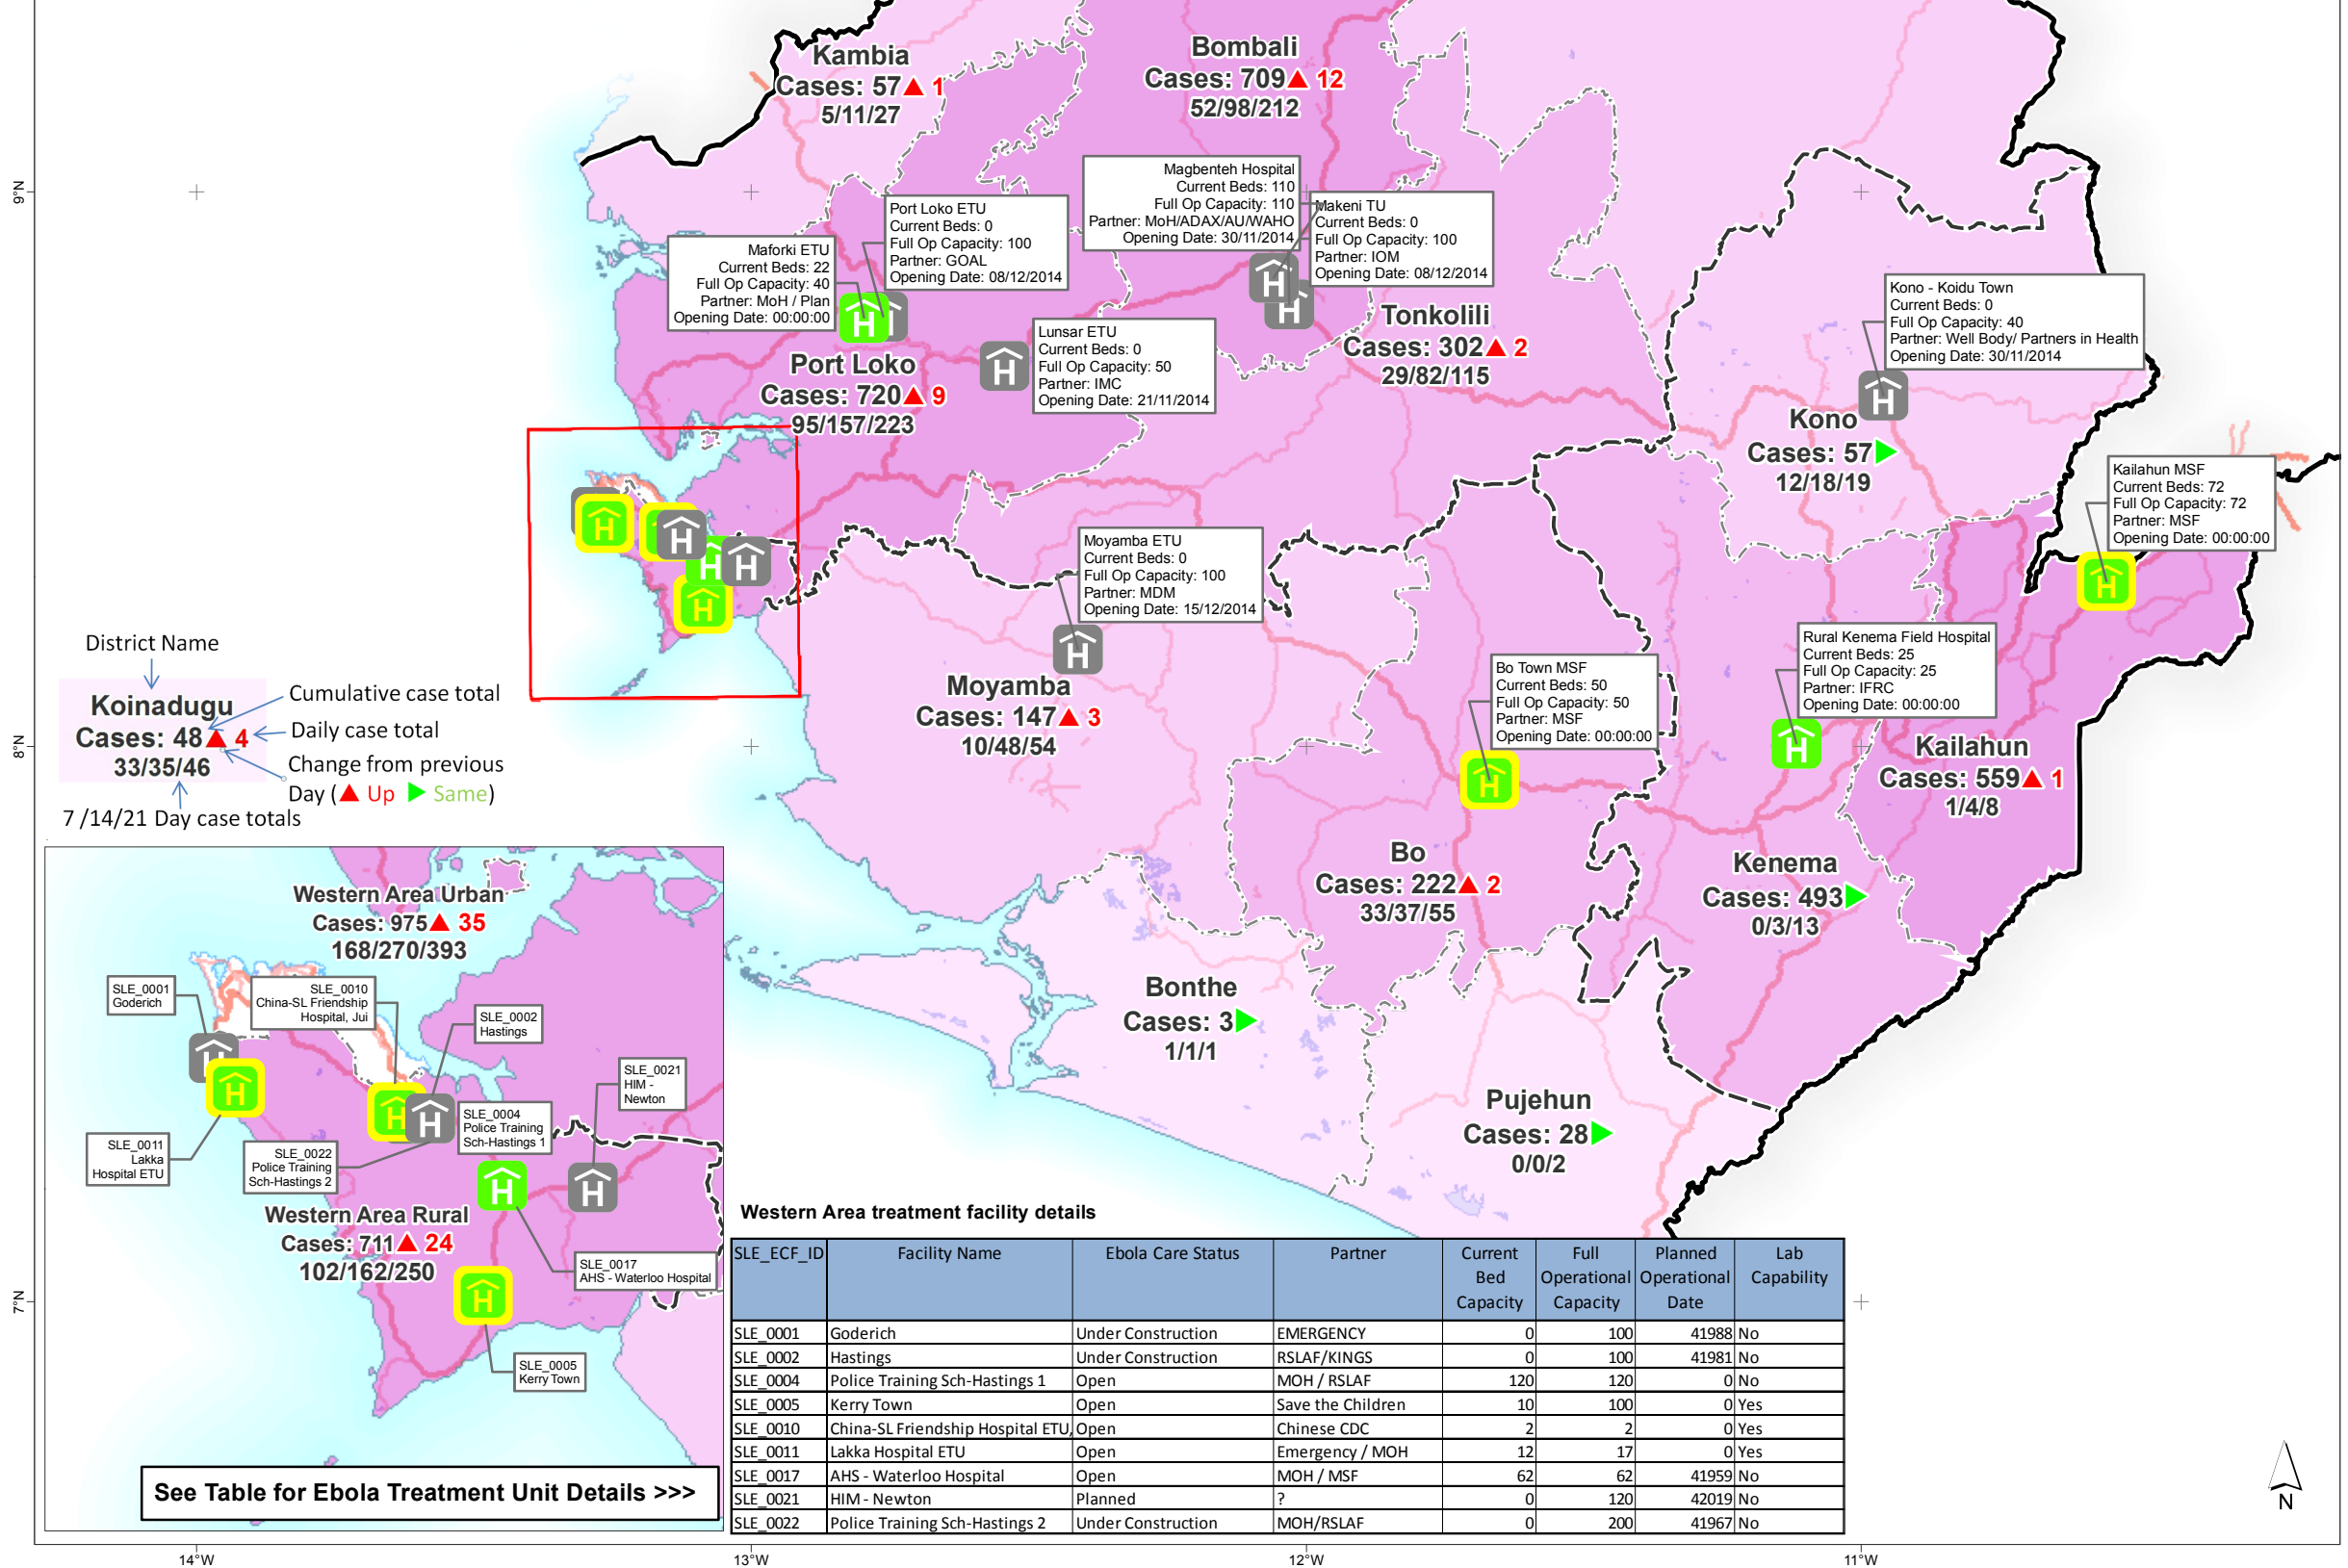 Kambia
Cases: 57▲ 1
5/11/27
Bombali
Cases: 709▲ 12
52/98/212
9°N
Magbenteh Hospital
Current Beds: 110
Full Op Capacity: 110
Partner: MoH/ADAX/AU/WAHO
Opening Date: 30/11/2014
Makeni TU
Current Beds: 0
Full Op Capacity: 100
Partner: IOM
Opening Date: 08/12/2014
Port Loko ETU
Current Beds: 0
Full Op Capacity: 100
Partner: GOAL
Opening Date: 08/12/2014
Maforki ETU
Current Beds: 22
Full Op Capacity: 40
Partner: MoH / Plan
Opening Date: 00:00:00
Kono - Koidu Town
Current Beds: 0
Full Op Capacity: 40
Partner: Well Body/ Partners in Health
Opening Date: 30/11/2014
H
H
H
H
H
H
Lunsar ETU
Current Beds: 0
Full Op Capacity: 50
Partner: IMC
Opening Date: 21/11/2014
Tonkolili
Cases: 302▲ 2
29/82/115
Port Loko
Cases: 720▲ 9
95/157/223
Kono
Cases: 57▶
12/18/19
Kailahun MSF
Current Beds: 72
Full Op Capacity: 72
Partner: MSF
Opening Date: 00:00:00
H
H
H
H
H
H
Moyamba ETU
Current Beds: 0
Full Op Capacity: 100
Partner: MDM
Opening Date: 15/12/2014
H
Moyamba
Cases: 147▲ 3
10/48/54
Rural Kenema Field Hospital
Current Beds: 25
Full Op Capacity: 25
Partner: IFRC
Opening Date: 00:00:00
H
Bo Town MSF
Current Beds: 50
Full Op Capacity: 50
Partner: MSF
Opening Date: 00:00:00
H
Kailahun
Cases: 559▲ 1
1/4/8
District Name
Koinadugu
Cases: 48▲ 4
33/35/46
Cumulative case total
Daily case total
Change from previous
Day (▲ Up ▶ Same)
7 /14/21 Day case totals
8°N
Bo
Cases: 222▲ 2
33/37/55
Kenema
Cases: 493▶
0/3/13
Bonthe
Cases: 3▶
1/1/1
Pujehun
Cases: 28▶
0/0/2
Western Area Urban
Cases: 975▲ 35
168/270/393
SLE_0001
Goderich
SLE_0010
China-SL Friendship
Hospital, Jui
SLE_0002
Hastings
SLE_0021
HIM -
Newton
H
H
H
H
SLE_0004
Police Training
Sch-Hastings 1
SLE_0011
Lakka
Hospital ETU
SLE_0022
Police Training
Sch-Hastings 2
H
H
Western Area Rural
Cases: 711▲ 24
102/162/250
SLE_0017
AHS - Waterloo Hospital
H
SLE_0005
Kerry Town
7°N
See Table for Ebola Treatment Unit Details >>>
Western Area treatment facility details
SLE_ECF_ID Facility Name Ebola Care Status Partner Current Bed Capacity Full Operational Capacity Planned Operational Date Lab Capability
SLE_0001 Goderich Under Construction EMERGENCY 0 100 41988 No
SLE_0002 Hastings Under Construction RSLAF/KINGS 0 100 41981 No
SLE_0004 Police Training Sch-Hastings 1 Open MOH / RSLAF 120 120 0 No
SLE_0005 Kerry Town Open Save the Children 10 100 0 Yes
SLE_0010 China-SL Friendship Hospital ETU, Open Chinese CDC 2 2 0 Yes
SLE_0011 Lakka Hospital ETU Open Emergency / MOH 12 17 0 Yes
SLE_0017 AHS - Waterloo Hospital Open MOH / MSF 62 62 41959 No
SLE_0021 HIM - Newton Planned ? 0 120 42019 No
SLE_0022 Police Training Sch-Hastings 2 Under Construction MOH/RSLAF 0 200 41967 No
N
14°W 13°W 12°W 11°W